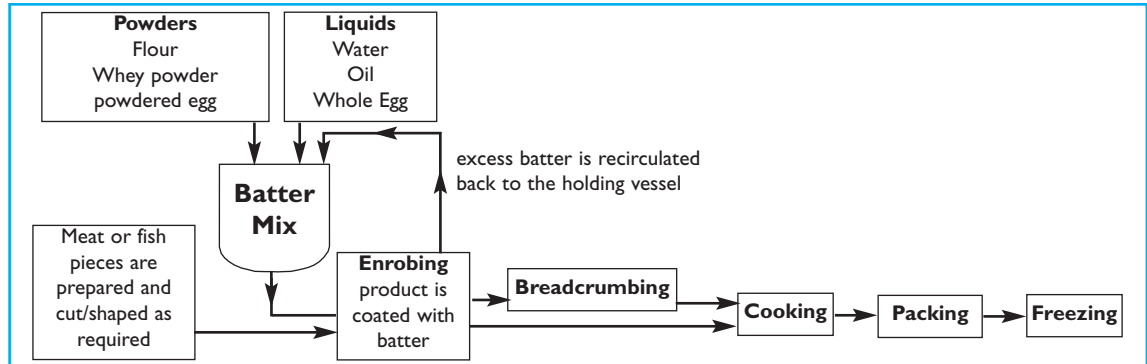 Powders
Flour
Whey powder
powdered egg
Liquids
Water
Oil
Whole Egg
excess batter is recirculated
back to the holding vessel
Batter
Mix
Meat or fish
pieces are
prepared and
cut/shaped as
required
Enrobing
product is
coated with
batter
Breadcrumbing
Cooking
Packing
Freezing